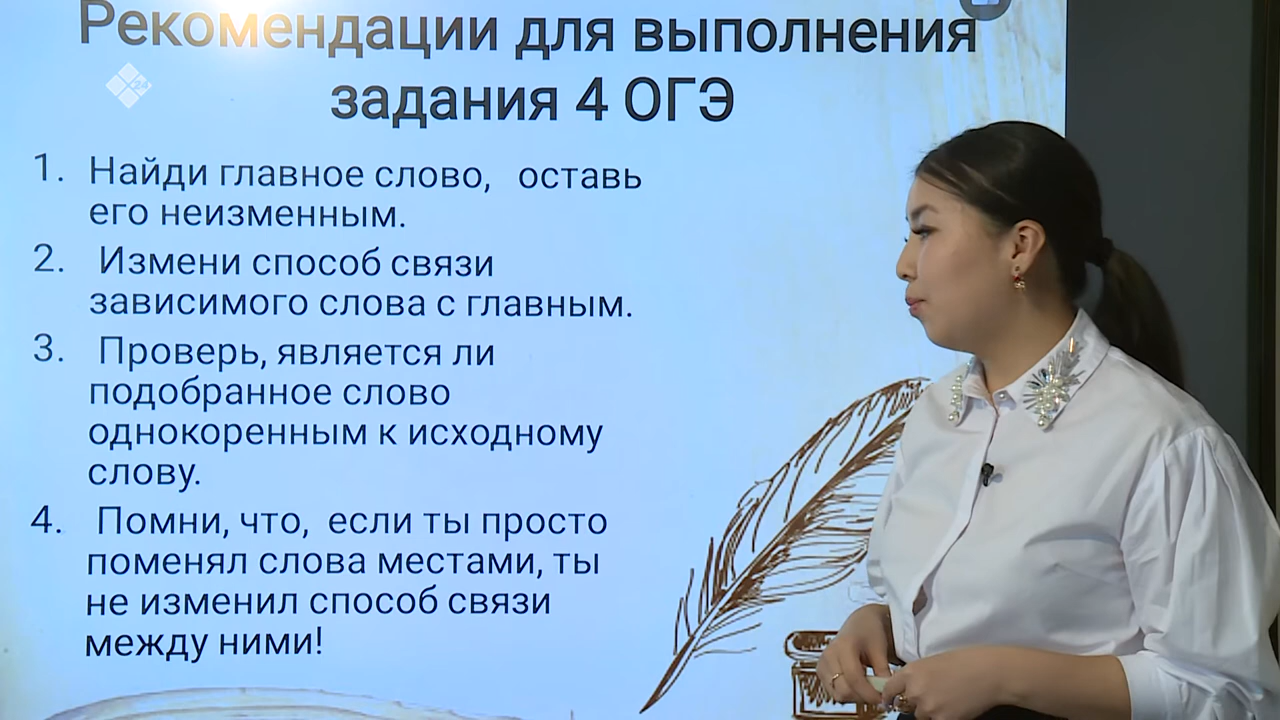 Рекомендации для выполнения
задания 4 ОГЭ
24
1. Найди главное слово, оставь
его неизменным.
2. Измени способ связи
зависимого слова с главным.
3. Проверь, является ли
подобранное слово
однокоренным к исходному
слову.
4. Помни, что, если ты просто
поменял слова местами, ты
не изменил способ связи
между ними!